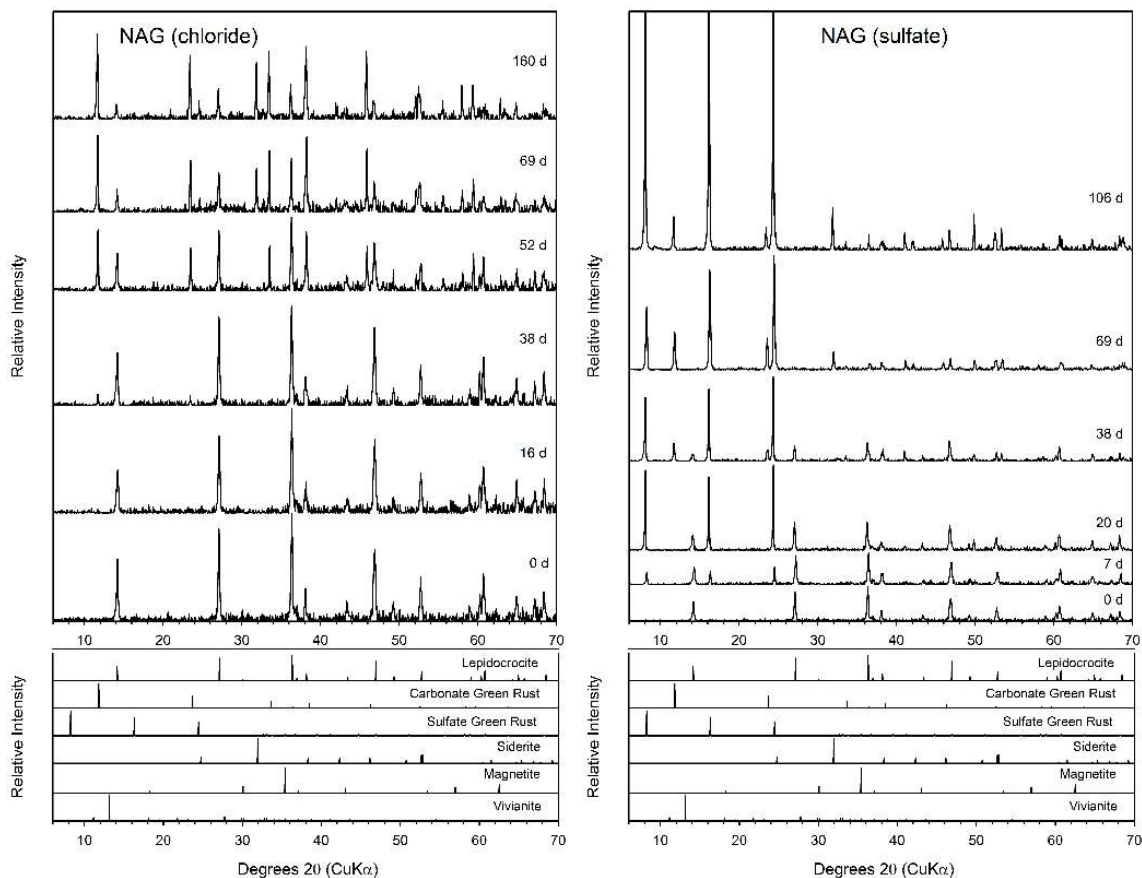 NAG (chloride)
160 d
69 d
52 d
38 d
16 d
0 d
Relative Intensity
10 20 30 40 50 60 70
Lepidocrocite
Carbonate Green Rust
Sulfate Green Rust
Siderite
Magnetite
Vivianite
Relative Intensity
10 20 30 40 50 60 70
Degrees 2θ (CuKα)
NAG (sulfate)
106 d
69 d
38 d
20 d
7 d
0 d
Relative Intensity
10 20 30 40 50 60 70
Lepidocrocite
Carbonate Green Rust
Sulfate Green Rust
Siderite
Magnetite
Vivianite
Relative Intensity
10 20 30 40 50 60 70
Degrees 2θ (CuKα)